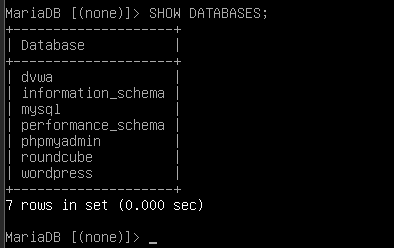 MariaDB [(none)]> SHOW DATABASES;
+--------------------+
| Database           |
+--------------------+
| dvwa               |
| information_schema |
| mysql              |
| performance_schema |
| phpmyadmin         |
| roundcube          |
| wordpress          |
+--------------------+
7 rows in set (0.000 sec)
MariaDB [(none)]> _